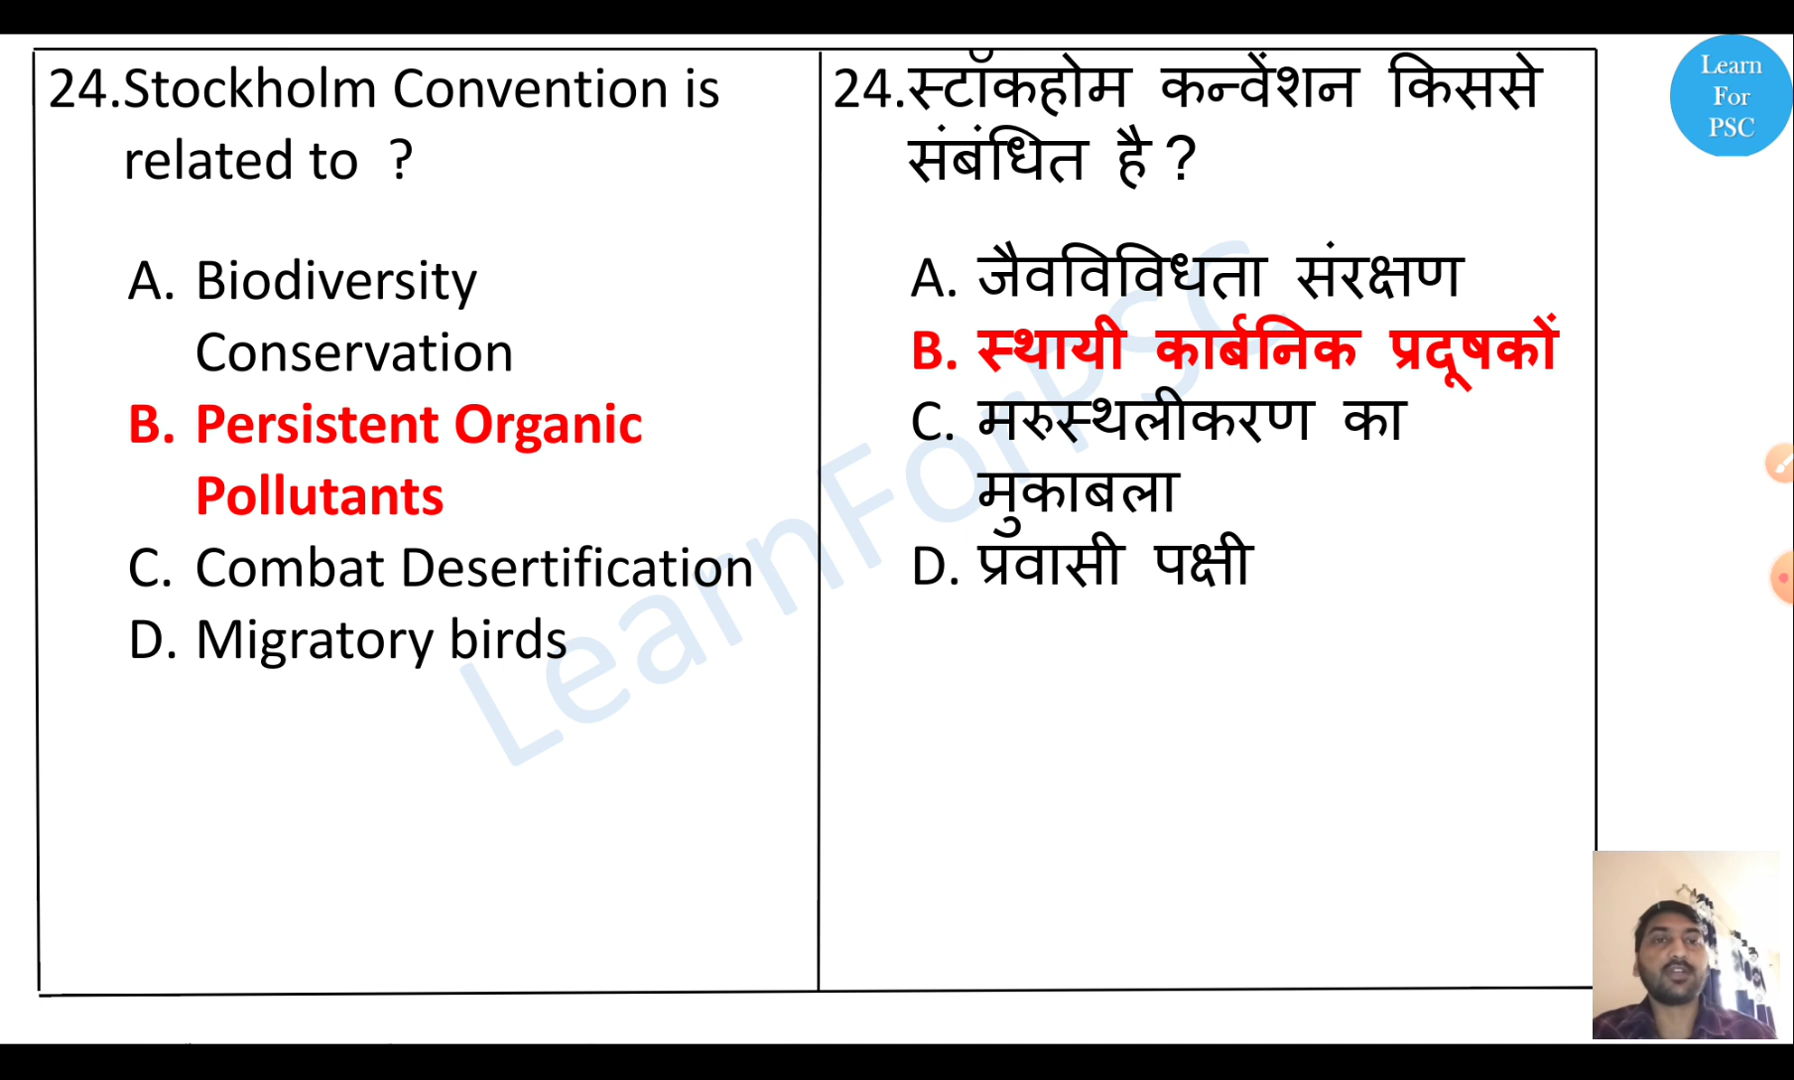 24.Stockholm Convention is
related to ?
A. Biodiversity
Conservation
B. Persistent Organic
Pollutants
C. Combat Desertification
D. Migratory birds
24.स्टॉकहोम कन्वेंशन किससे
संबंधित है ?
A. जैवविविधता संरक्षण
B. स्थायी कार्बनिक प्रदूषकों
C. मरुस्थलीकरण का
मुकाबला
D. प्रवासी पक्षी
Learn
For
PSC
LearnForPSC